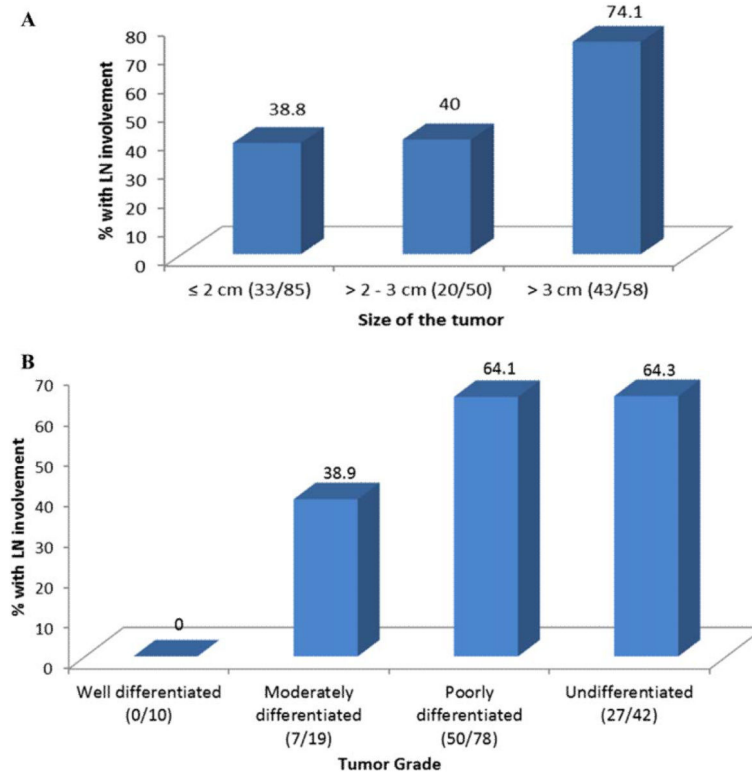 A
80
70
60
50
40
30
20
10
0
% with LN involvement
38.8
40
74.1
≤ 2 cm (33/85)
> 2 - 3 cm (20/50)
> 3 cm (43/58)
Size of the tumor
B
70
60
50
40
30
20
10
0
% with LN involvement
0
38.9
64.1
64.3
Well differentiated
(0/10)
Moderately
differentiated
(7/19)
Poorly
differentiated
(50/78)
Undifferentiated
(27/42)
Tumor Grade